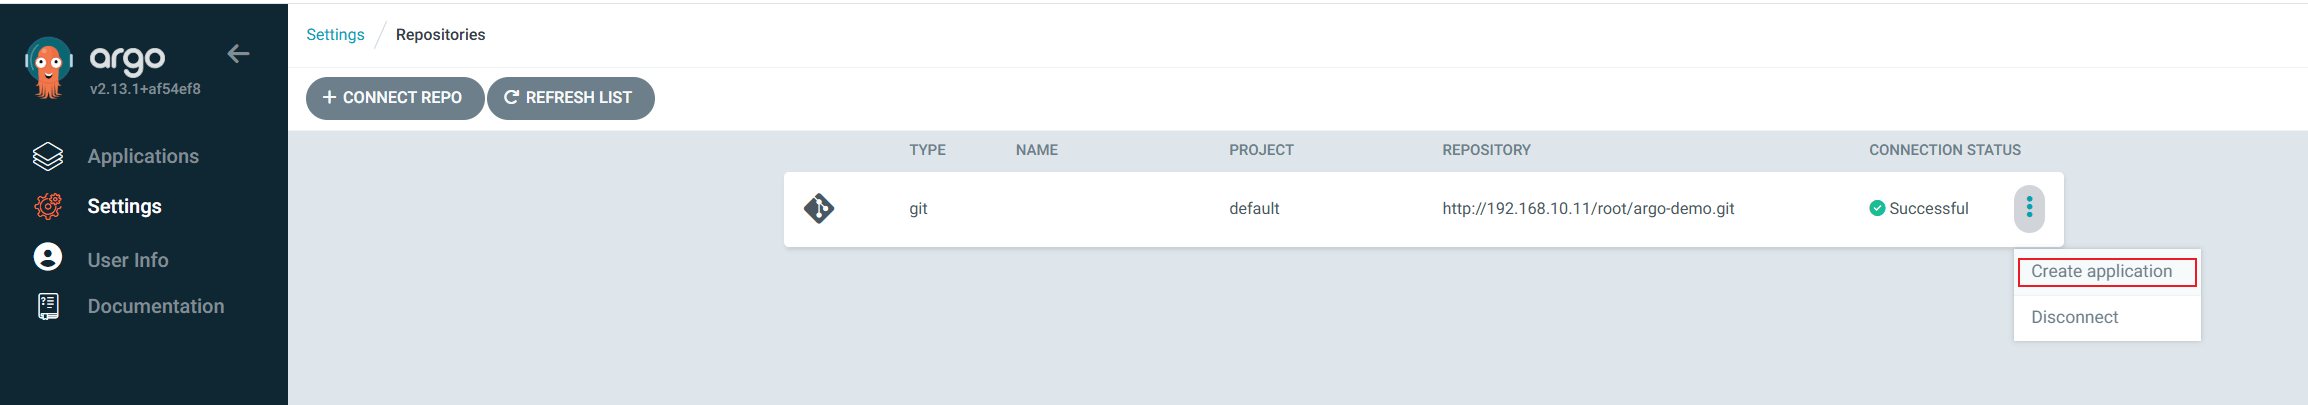 argo
v2.13.1+af54ef8
Applications
Settings
User Info
Documentation
Settings / Repositories
+ CONNECT REPO REFRESH LIST
TYPE NAME PROJECT REPOSITORY CONNECTION STATUS
git default http://192.168.10.11/root/argo-demo.git Successful
Create application
Disconnect